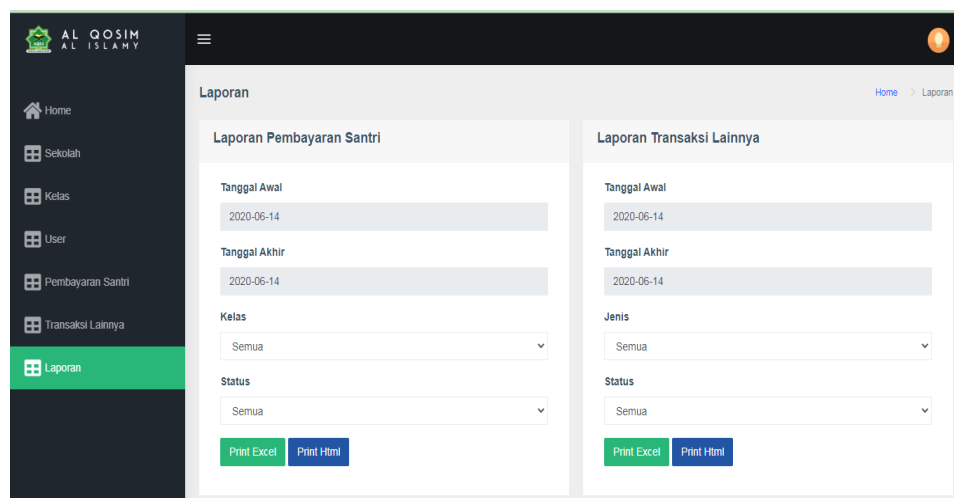 AL QOSIM
AL ISLAMY
Home
Sekolah
Kelas
User
Pembayaran Santri
Transaksi Lainnya
Laporan
Laporan
Home > Laporan
Laporan Pembayaran Santri
Tanggal Awal
2020-06-14
Tanggal Akhir
2020-06-14
Kelas
Semua
Status
Semua
Print Excel Print Html
Laporan Transaksi Lainnya
Tanggal Awal
2020-06-14
Tanggal Akhir
2020-06-14
Jenis
Semua
Status
Semua
Print Excel Print Html